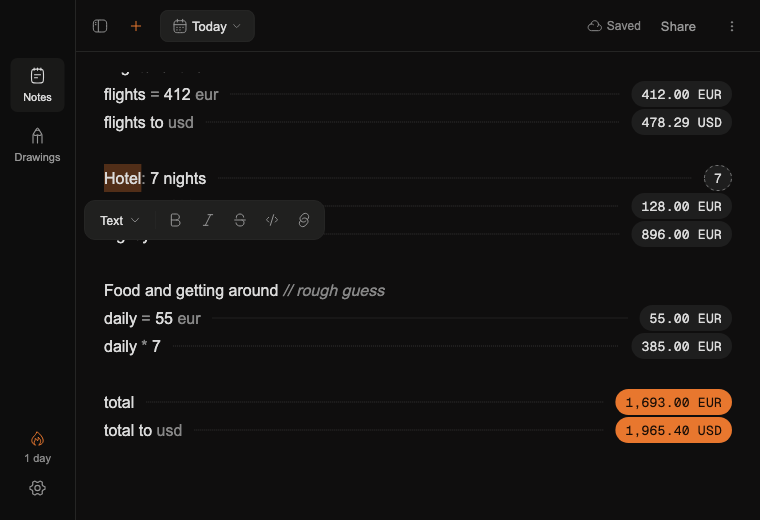 Today
Saved
Share
Notes
Drawings
1 day
flights = 412 eur
412.00 EUR
flights to usd
478.29 USD
Hotel: 7 nights
7
128.00 EUR
896.00 EUR
Text
Food and getting around // rough guess
daily = 55 eur
55.00 EUR
daily * 7
385.00 EUR
total
1,693.00 EUR
total to usd
1,965.40 USD